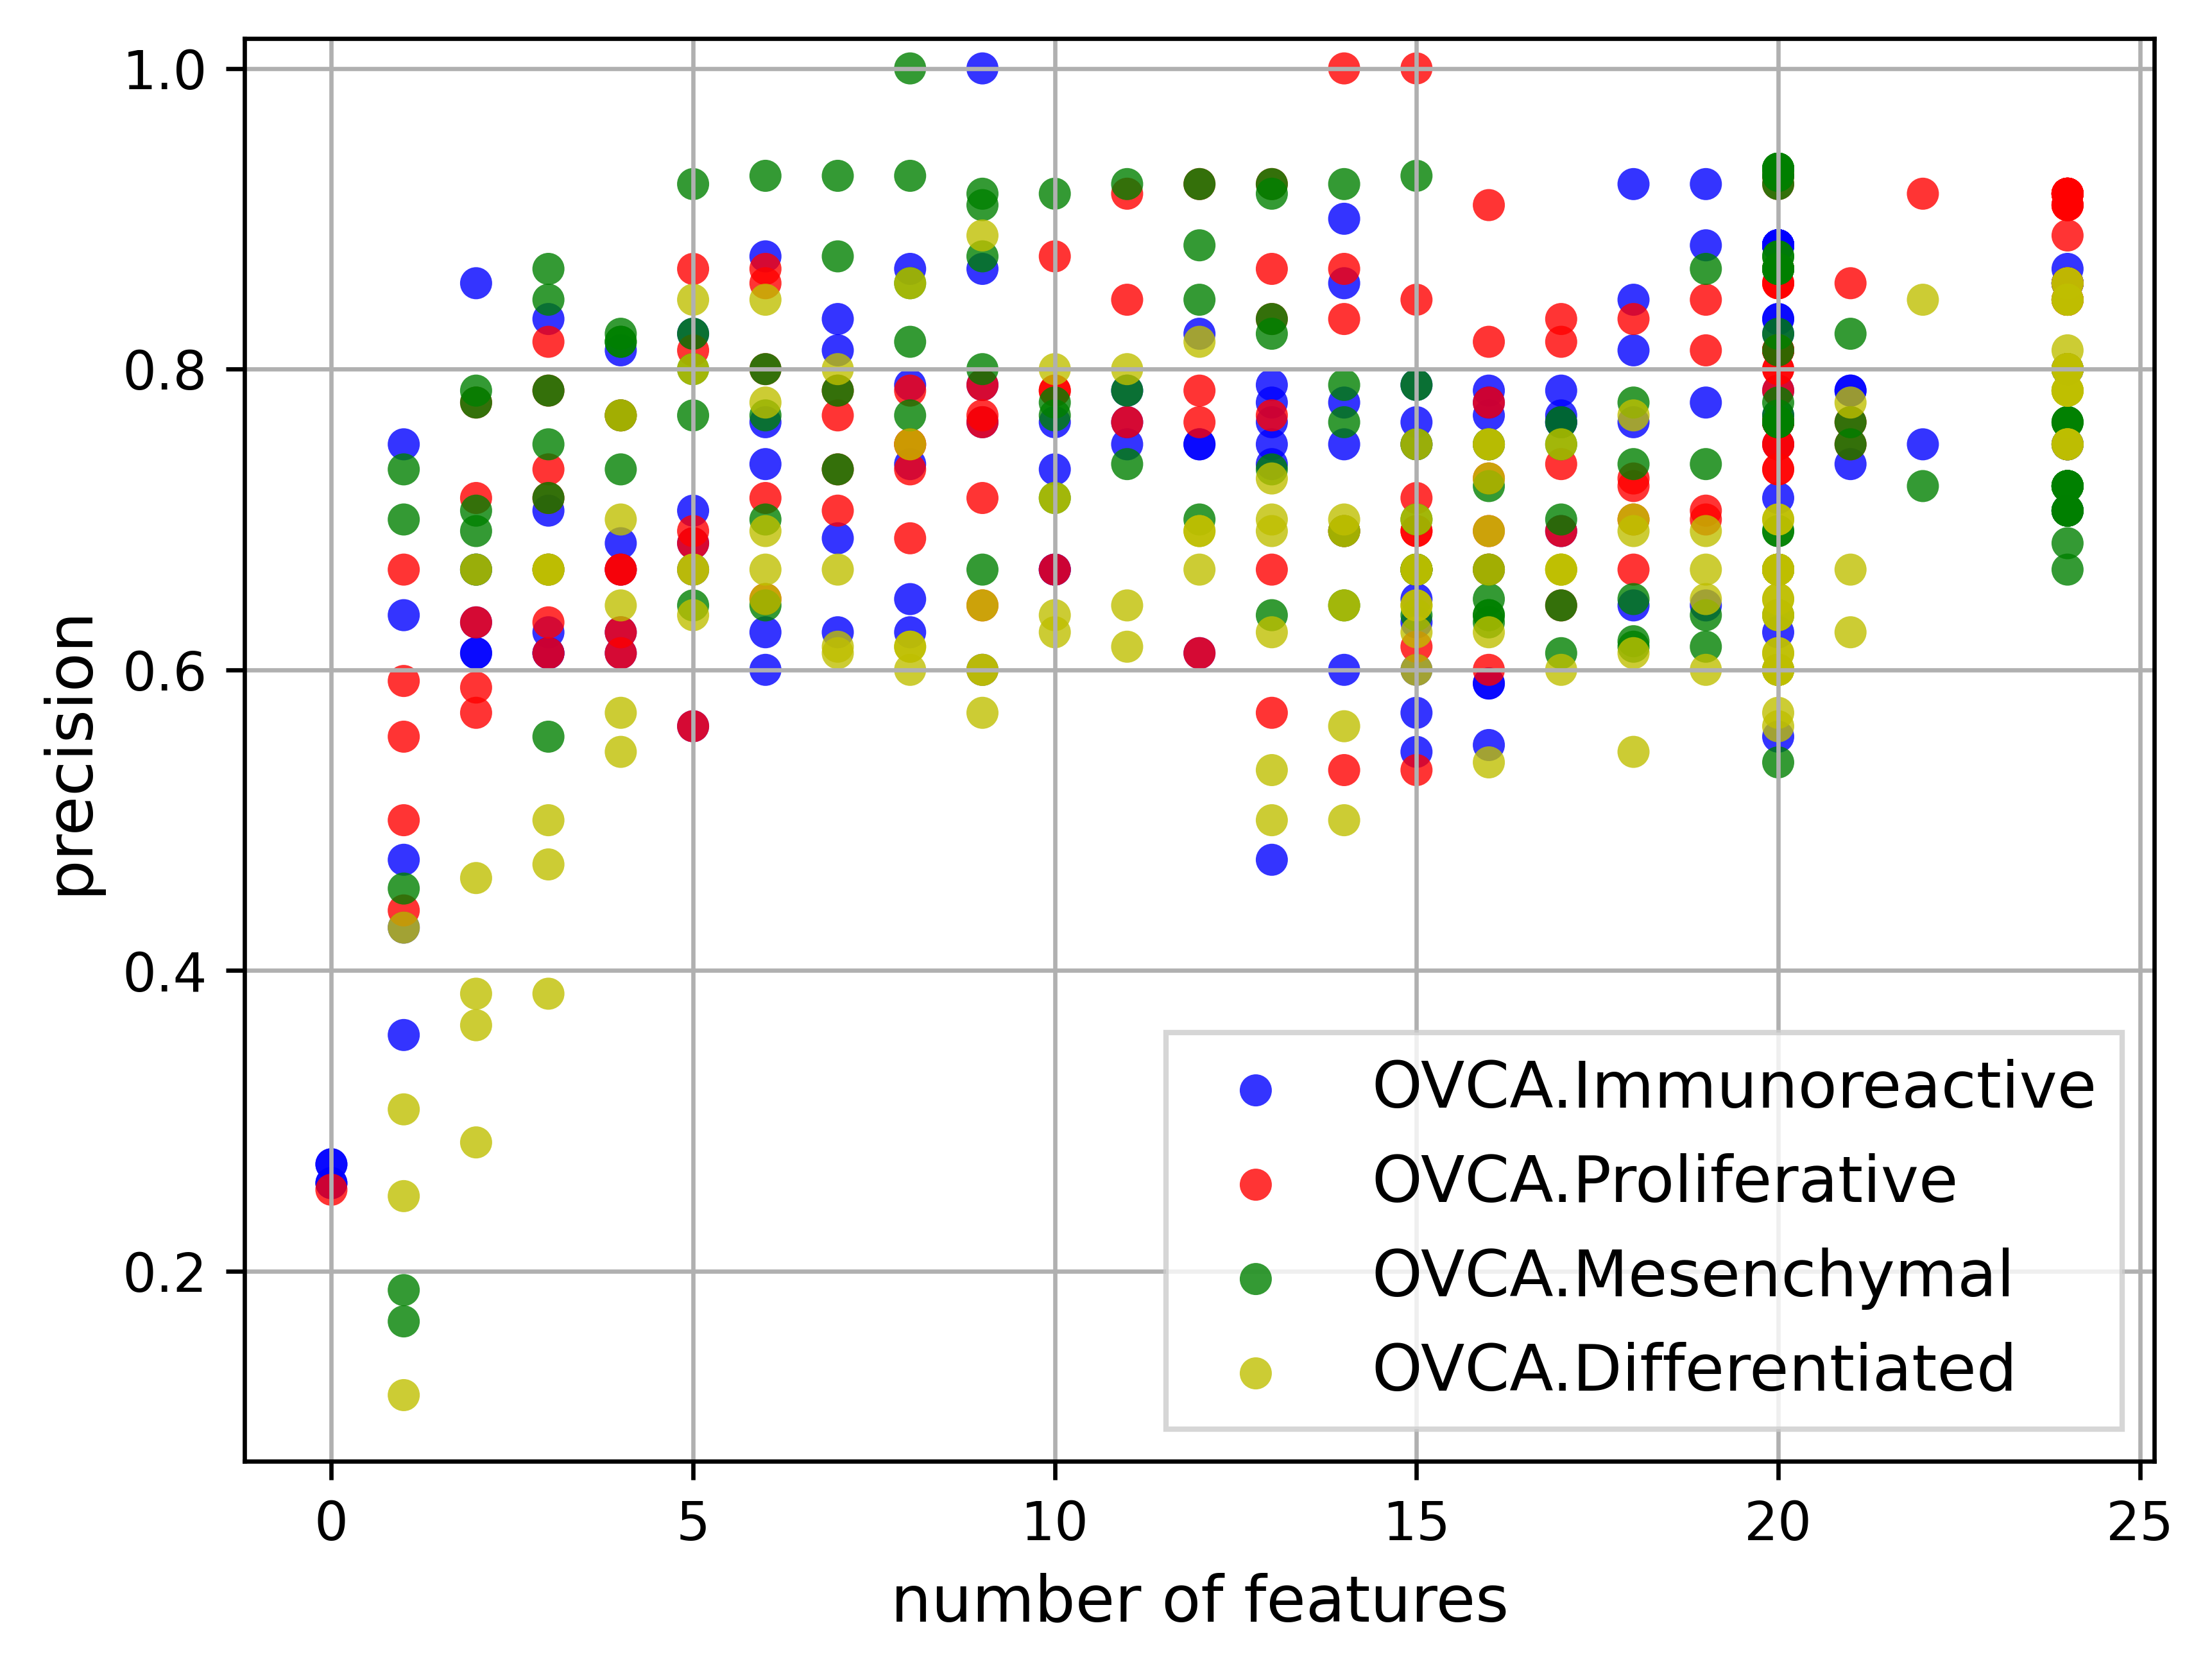 1.0
0.8
0.6
0.4
0.2
precision
0
5
10
15
20
25
number of features
OVCA.Immunoreactive
OVCA.Proliferative
OVCA.Mesenchymal
OVCA.Differentiated